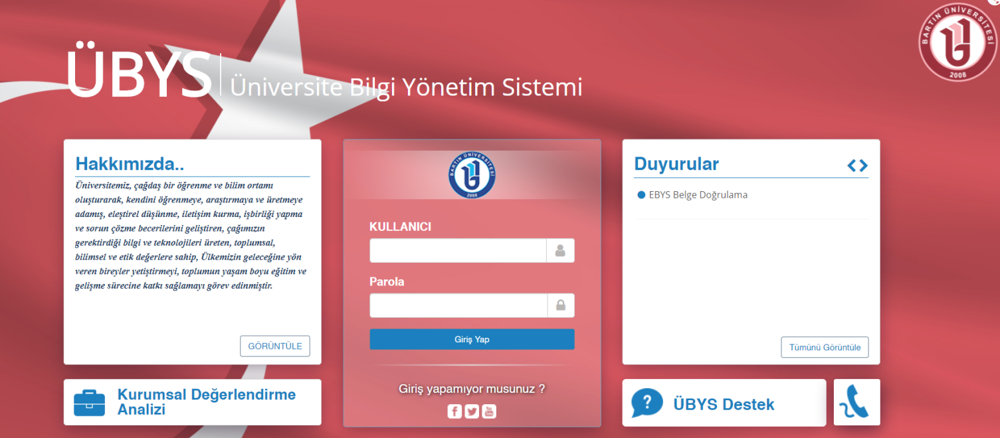 ÜBYS
Üniversite Bilgi Yönetim Sistemi
BARTIN ÜNİVERSİTESİ
2008
Hakkımızda..
Üniversitemiz, çağdaş bir öğrenme ve bilim ortamı
oluşturarak, kendini öğrenmeye, araştırmaya ve üretmeye
adamış, eleştirel düşünme, iletişim kurma, işbirliği yapma
ve sorun çözme becerilerini geliştiren, çağımızın
gerektirdiği bilgi ve teknolojileri üreten, toplumsal,
bilimsel ve etik değerlere sahip, Ülkemizin geleceğine yön
veren bireyler yetiştirmeyi, toplumun yaşam boyu eğitim ve
gelişme sürecine katkı sağlamayı görev edinmiştir.
GÖRÜNTÜLE
Kurumsal Değerlendirme
Analizi
BARTIN ÜNİVERSİTESİ
2008
KULLANICI
Parola
Giriş Yap
Giriş yapamıyor musunuz ?
Duyurular
EBYS Belge Doğrulama
Tümünü Görüntüle
ÜBYS Destek